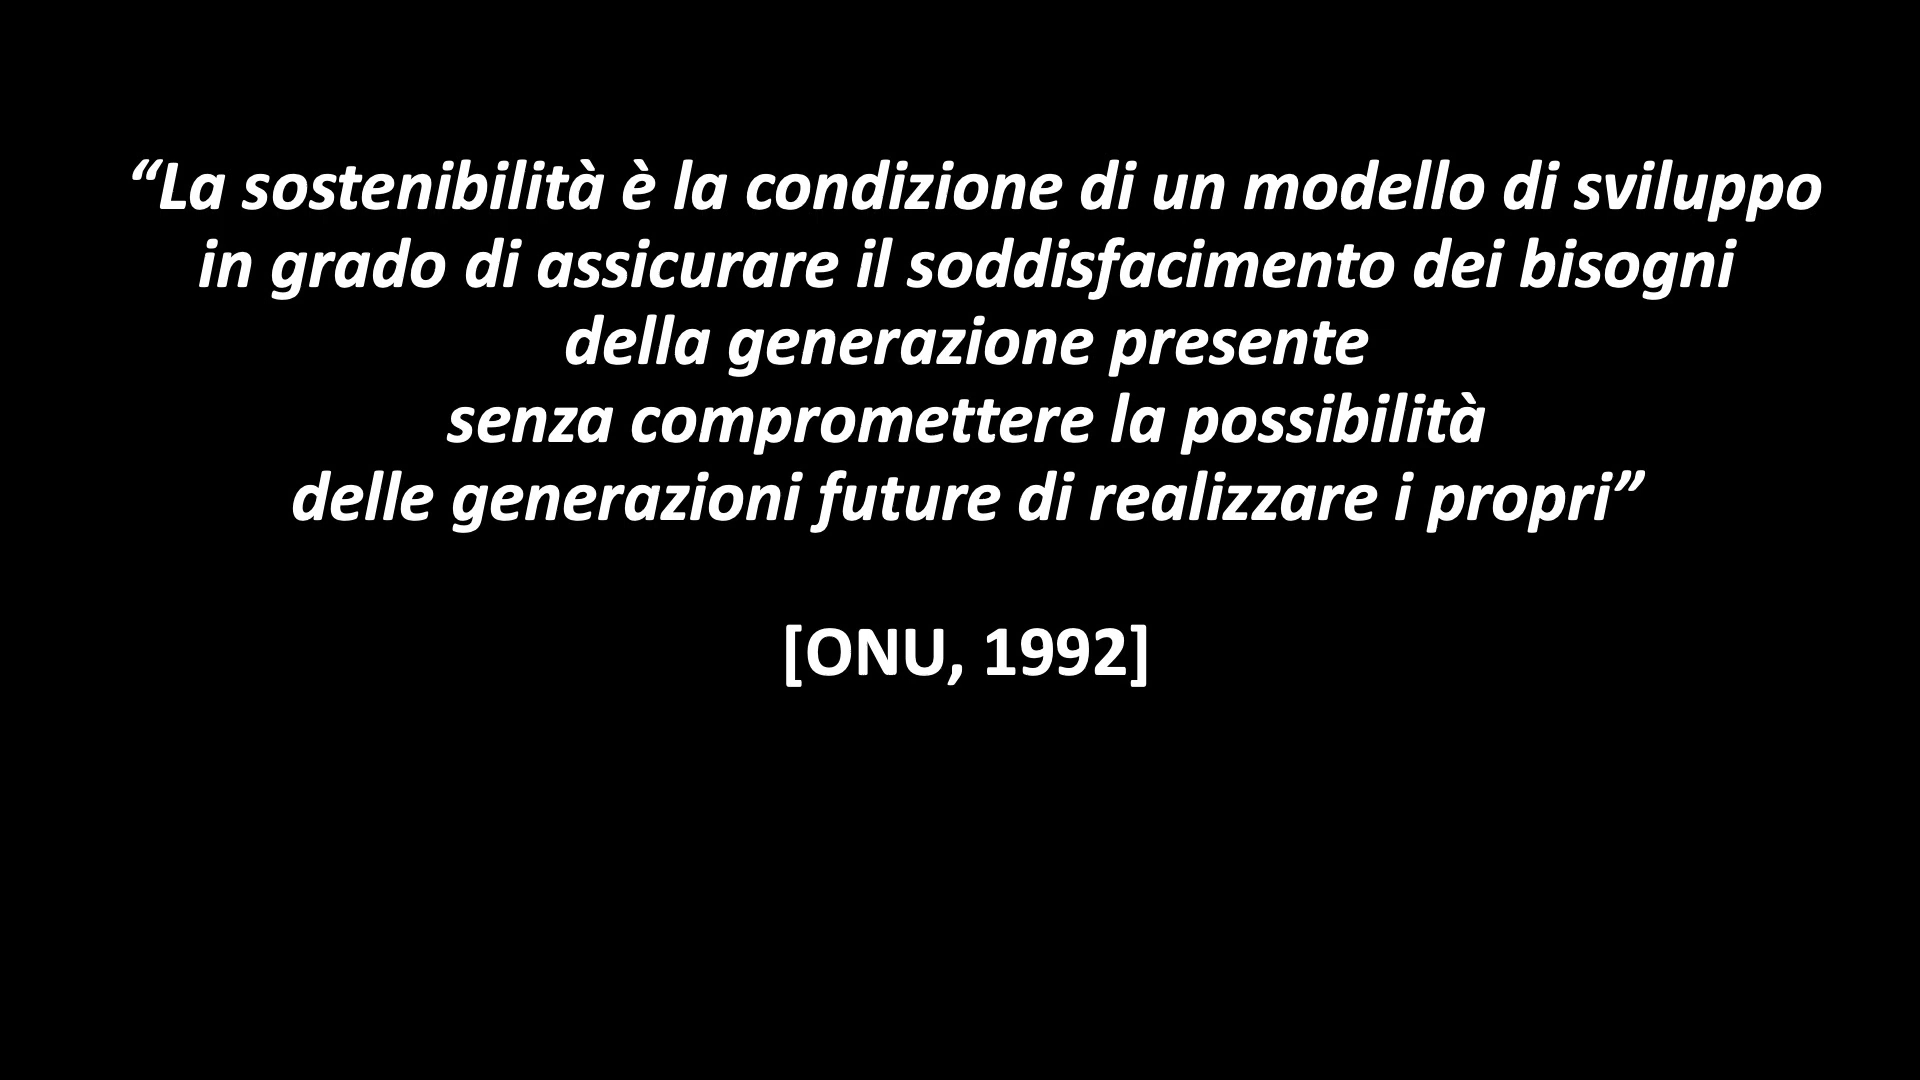 “La sostenibilità è la condizione di un modello di sviluppo
in grado di assicurare il soddisfacimento dei bisogni
della generazione presente
senza compromettere la possibilità
delle generazioni future di realizzare i propri”
[ONU, 1992]